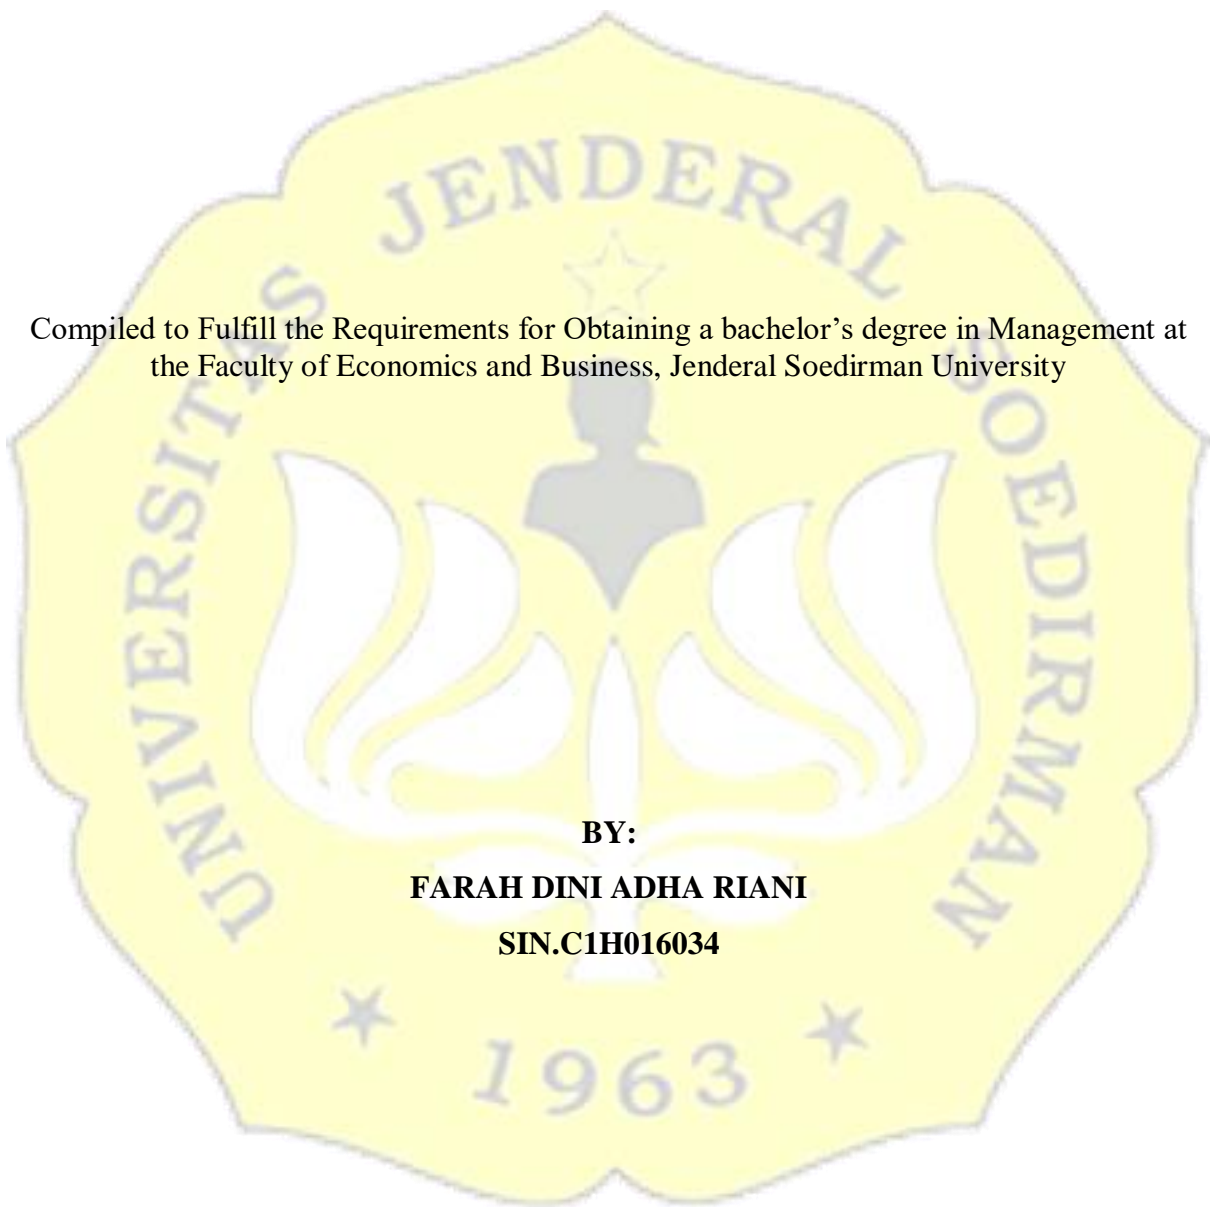 UNIVERSITAS JENDERAL SOEDIRMAN
Compiled to Fulfill the Requirements for Obtaining a bachelor’s degree in Management at
the Faculty of Economics and Business, Jenderal Soedirman University
BY:
FARAH DINI ADHA RIANI
SIN.C1H016034
1963